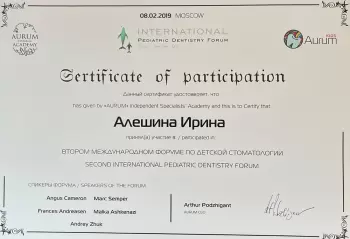 08.02.2019 MOSCOW
INTERNATIONAL
PEDIATRIC DENTISTRY FORUM
AURUM
ACADEMY
KIDS
Aurum
Certificate of participation
Данный сертификат удостоверяет, что
has given by «AURUM» Independent Specialists' Academy and this is to Certify that
Алешина Ирина
принял(а) участие в / participated in:
ВТОРОМ МЕЖДУНАРОДНОМ ФОРУМЕ ПО ДЕТСКОЙ СТОМАТОЛОГИИ
SECOND INTERNATIONAL PEDIATRIC DENTISTRY FORUM
СПИКЕРЫ ФОРУМА / SPEAKERS OF THE FORUM:
Angus Cameron Marc Semper
Frances Andreasen Malka Ashkenazi
Andrey Zhuk
Arthur Podzhigant
AURUM CEO